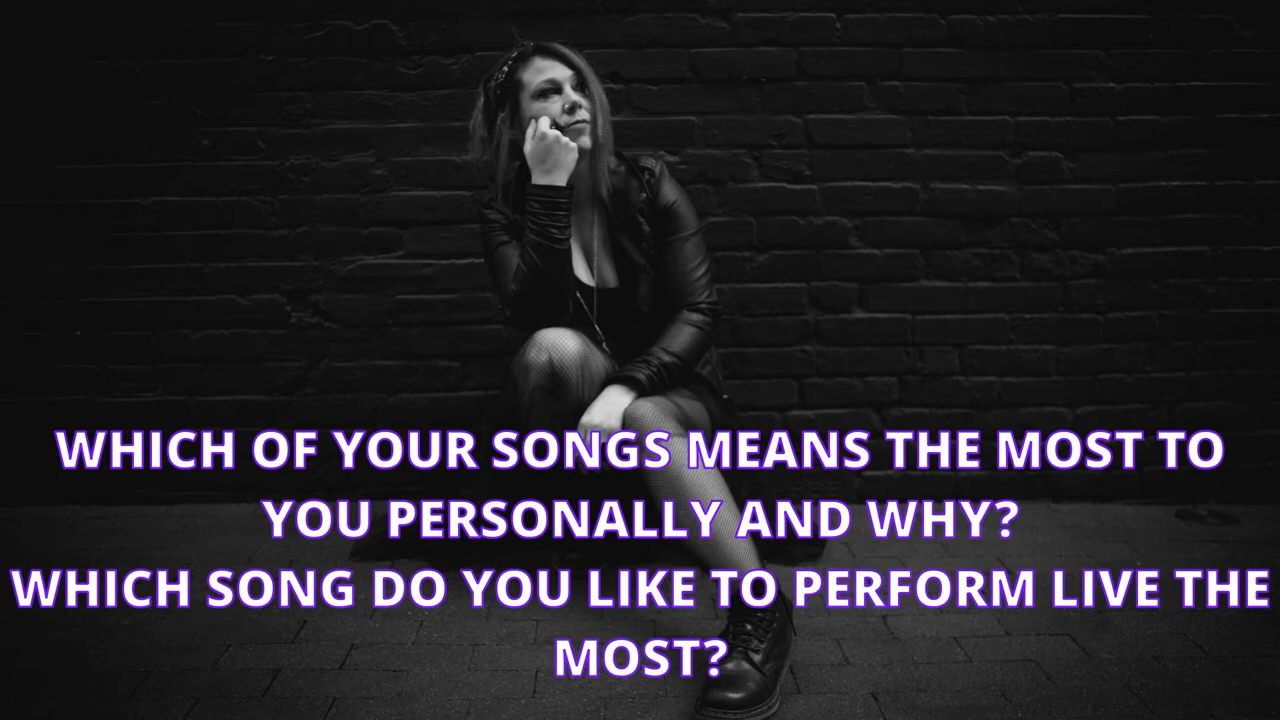 WHICH OF YOUR SONGS MEANS THE MOST TO
YOU PERSONALLY AND WHY?
WHICH SONG DO YOU LIKE TO PERFORM LIVE THE
MOST?